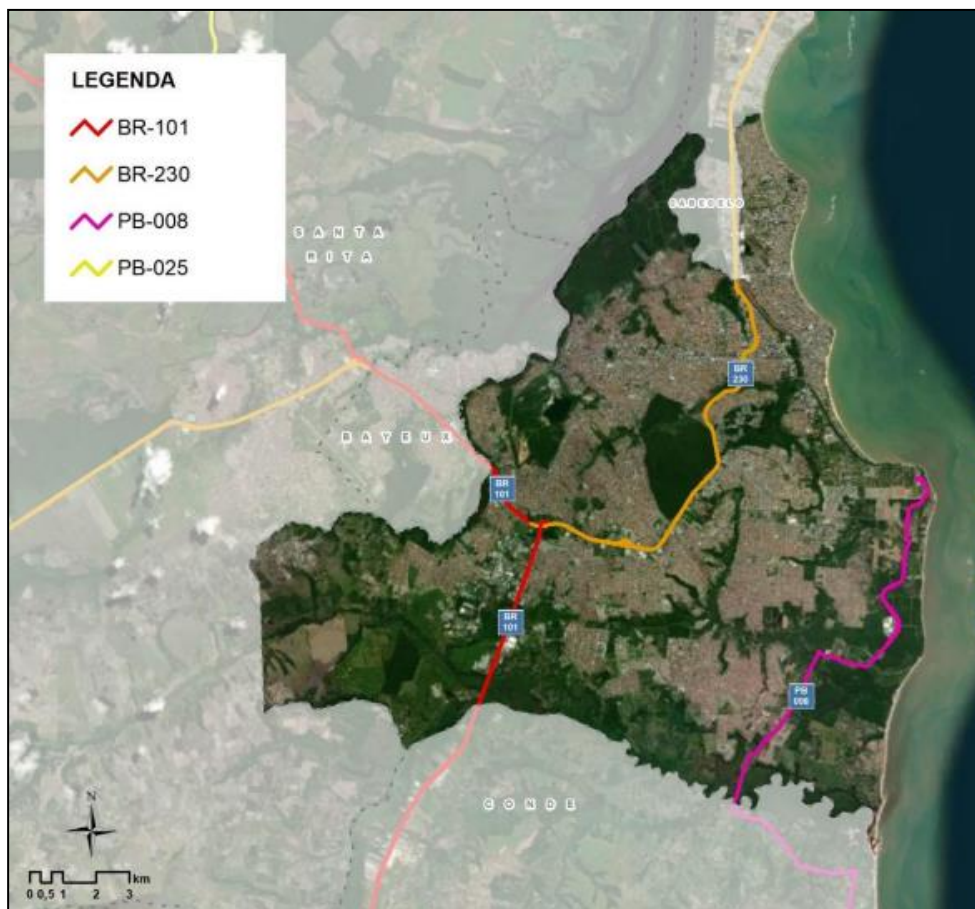 LEGENDA
BR-101
BR-230
PB-008
PB-025
SANTA
RITA
CABEDELO
BR
230
BAYEUX
BR
101
BR
101
PB
008
CONDE
N
0 0,5 1 2 3 km